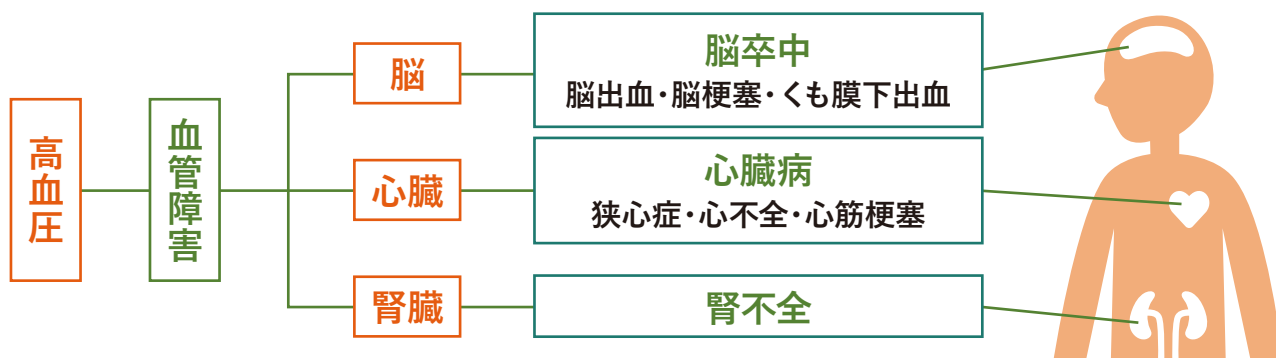 高血圧
血管障害
脳
脳卒中
脳出血・脳梗塞・くも膜下出血
心臓
心臓病
狭心症・心不全・心筋梗塞
腎臓
腎不全